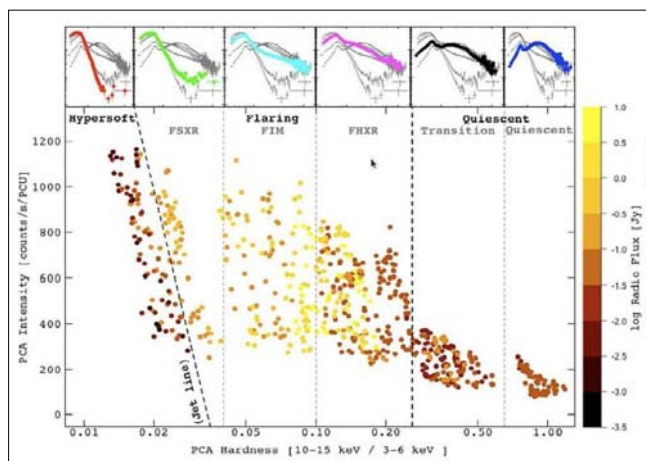 Hypersoft Flaring Quiescent
FSXR FIM FHXR Transition Quiescent
1200
1000
800
600
400
200
0
PCA Intensity [counts/s/PCU]
(Jet line)
0.01 0.02 0.05 0.10 0.20 0.50 1.00
PCA Hardness [10-15 keV / 3-6 keV]
1.0
0.5
0.0
-0.5
-1.0
-1.5
-2.0
-2.5
-3.0
-3.5
log Radio Flux [Jy]